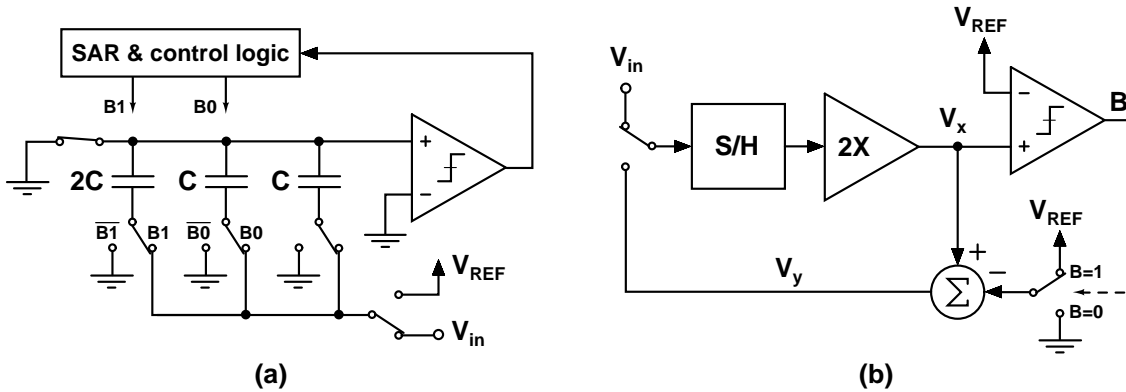 SAR & control logic
B1
B0
+
−
2C
C
C
B1
B1
B0
B0
V_REF
V_in
(a)
V_in
S/H
2X
V_x
V_REF
−
+
B
V_REF
+
−
Σ
V_y
B=1
B=0
(b)